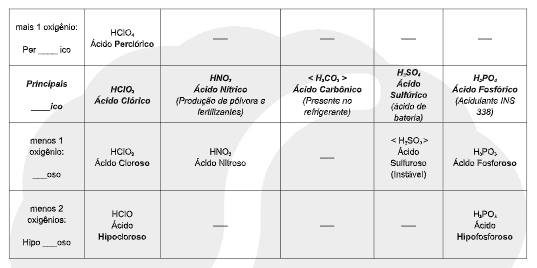 mais 1 oxigênio:
Per ____ ico
HClO₄
Ácido Perclórico
Principais
____ico
HClO₃
Ácido Clórico
HNO₃
Ácido Nítrico
(Produção de pólvora e
fertilizantes)
< H₂CO₃ >
Ácido Carbônico
(Presente no
refrigerante)
H₂SO₄
Ácido
Sulfúrico
(ácido de
bateria)
H₃PO₄
Ácido Fosfórico
(Acidulante INS
338)
menos 1
oxigênio:
___oso
HClO₂
Ácido Cloroso
HNO₂
Ácido Nitroso
< H₂SO₃>
Ácido
Sulfuroso
(Instável)
H₃PO₃
Ácido Fosforoso
menos 2
oxigênios:
Hipo ___oso
HClO
Ácido
Hipocloroso
Ácido
Hipofosforoso